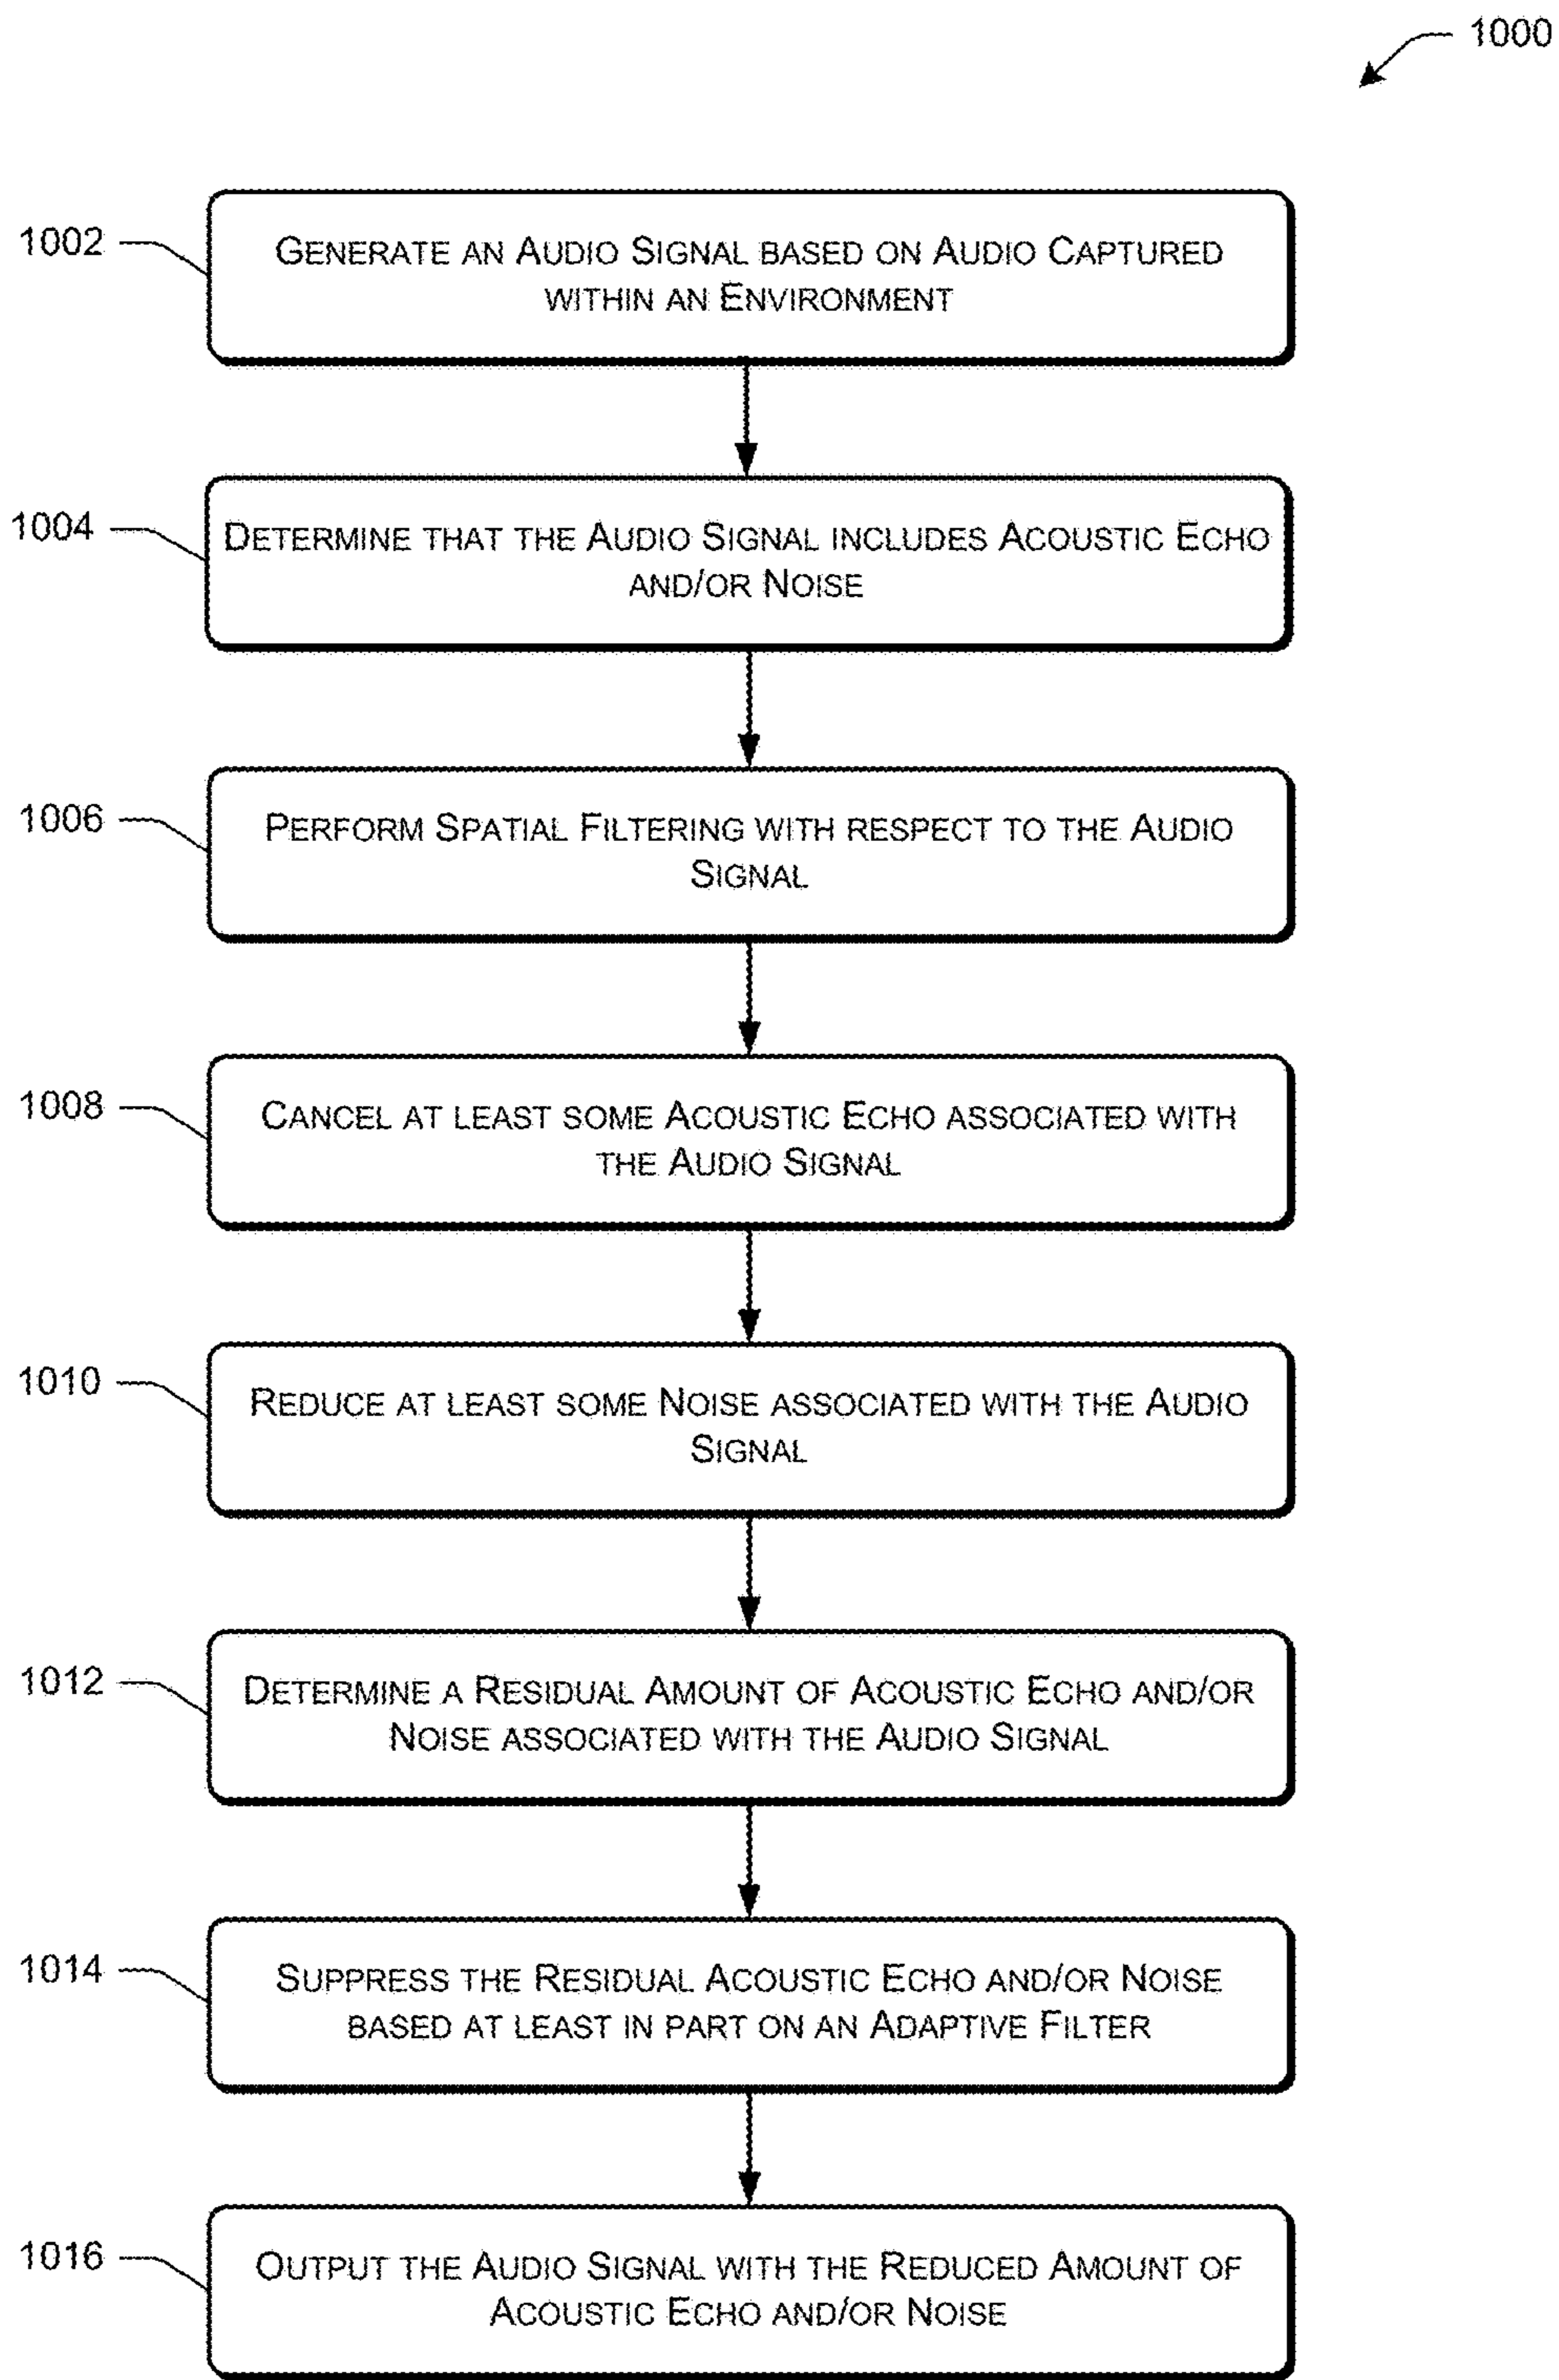 1000
1002
GENERATE AN AUDIO SIGNAL BASED ON AUDIO CAPTURED
WITHIN AN ENVIRONMENT
1004
DETERMINE THAT THE AUDIO SIGNAL INCLUDES ACOUSTIC ECHO
AND/OR NOISE
1006
PERFORM SPATIAL FILTERING WITH RESPECT TO THE AUDIO
SIGNAL
1008
CANCEL AT LEAST SOME ACOUSTIC ECHO ASSOCIATED WITH
THE AUDIO SIGNAL
1010
REDUCE AT LEAST SOME NOISE ASSOCIATED WITH THE AUDIO
SIGNAL
1012
DETERMINE A RESIDUAL AMOUNT OF ACOUSTIC ECHO AND/OR
NOISE ASSOCIATED WITH THE AUDIO SIGNAL
1014
SUPPRESS THE RESIDUAL ACOUSTIC ECHO AND/OR NOISE
BASED AT LEAST IN PART ON AN ADAPTIVE FILTER
1016
OUTPUT THE AUDIO SIGNAL WITH THE REDUCED AMOUNT OF
ACOUSTIC ECHO AND/OR NOISE